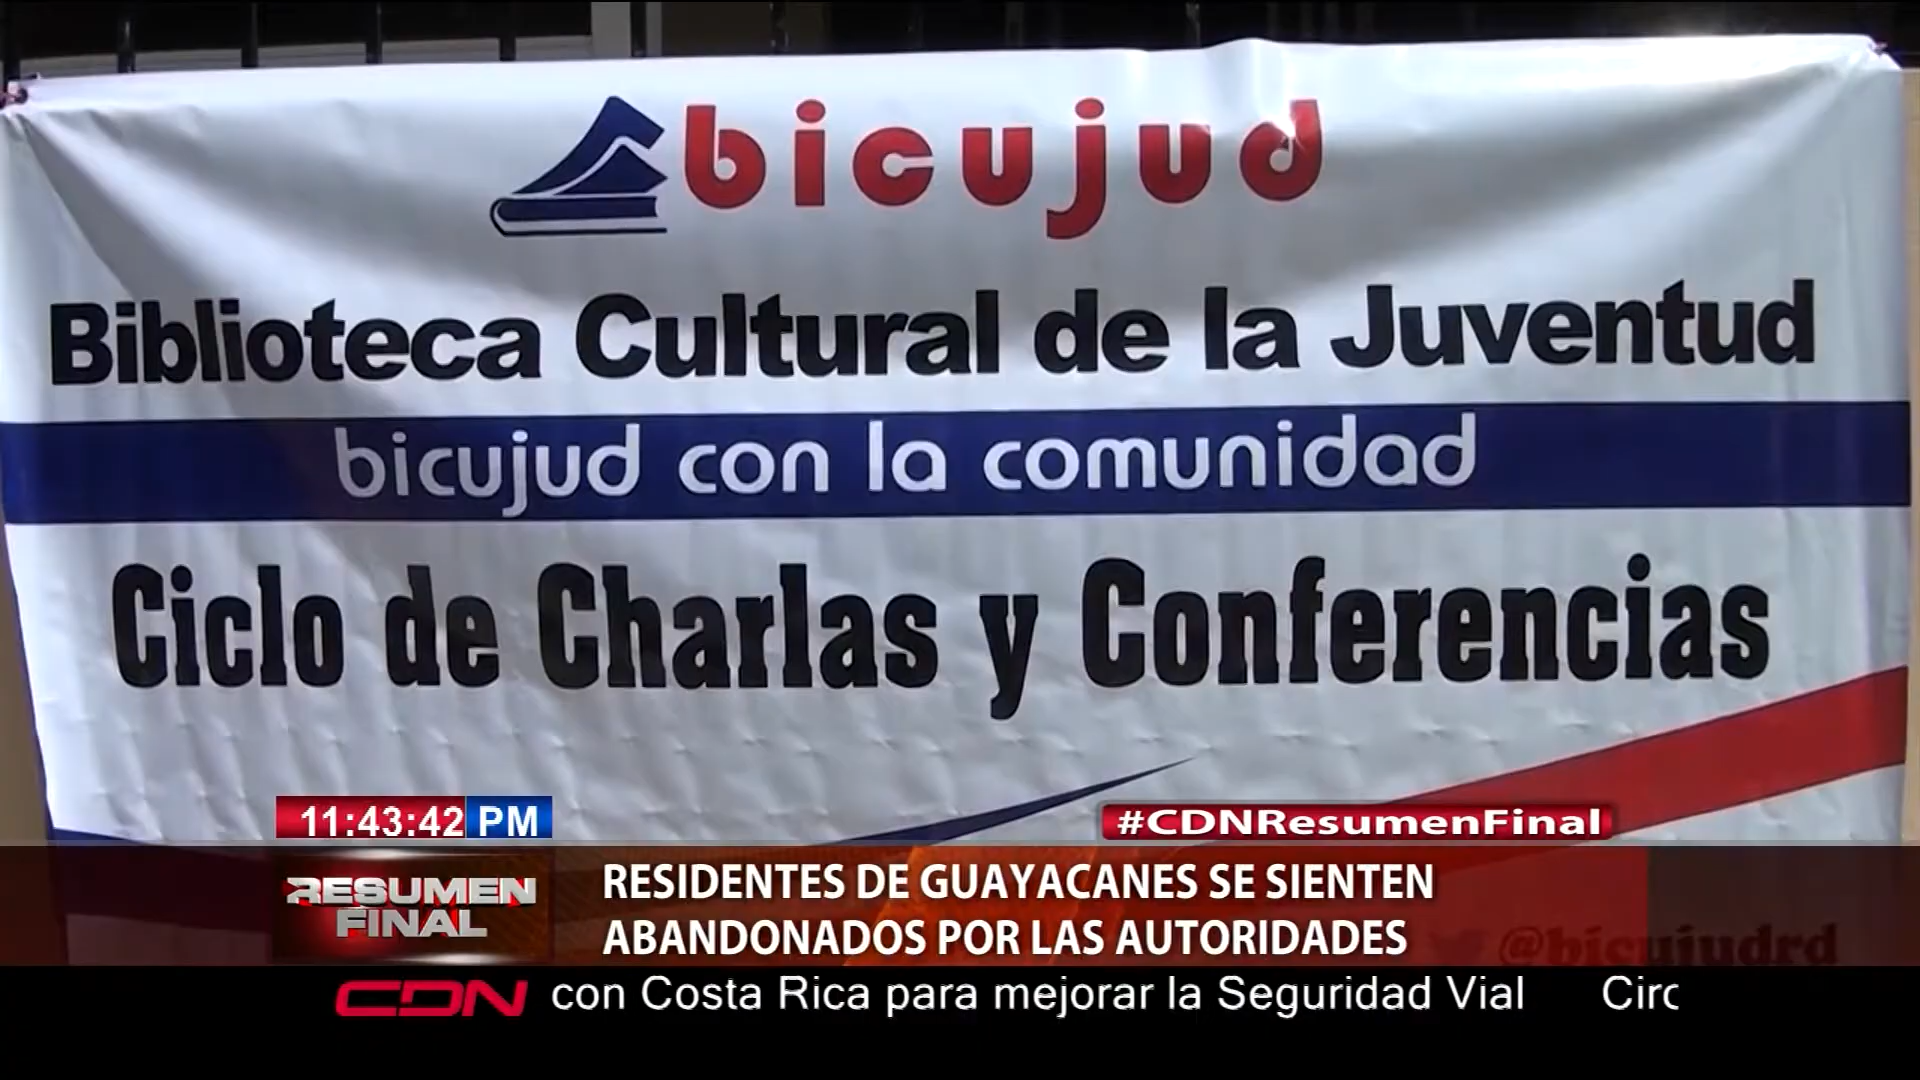 bicujud
Biblioteca Cultural de la Juventud
bicujud con la comunidad
Ciclo de Charlas y Conferencias
11:43:42 PM
#CDNResumenFinal
RESUMEN
FINAL
RESIDENTES DE GUAYACANES SE SIENTEN
ABANDONADOS POR LAS AUTORIDADES
@bicujudrd
CDN con Costa Rica para mejorar la Seguridad Vial